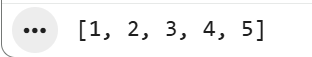 [1, 2, 3, 4, 5]